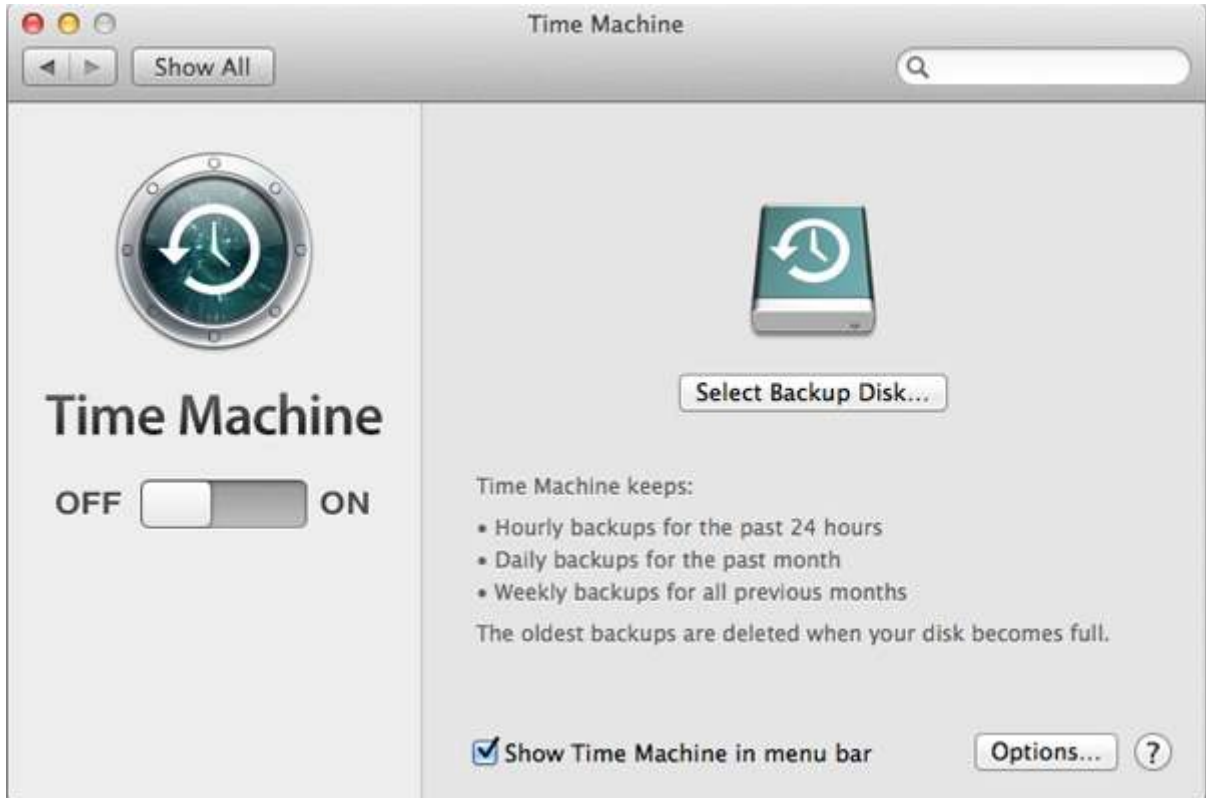 Time Machine
Show All
Time Machine
OFF ON
Select Backup Disk...
Time Machine keeps:
• Hourly backups for the past 24 hours
• Daily backups for the past month
• Weekly backups for all previous months
The oldest backups are deleted when your disk becomes full.
Show Time Machine in menu bar
Options... ?